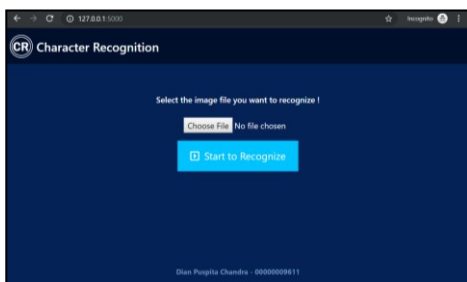 127.0.0.1:5000
Incognito
CR Character Recognition
Select the image file you want to recognize !
Choose File No file chosen
Start to Recognize
Dian Puspita Chandra - 00000009611